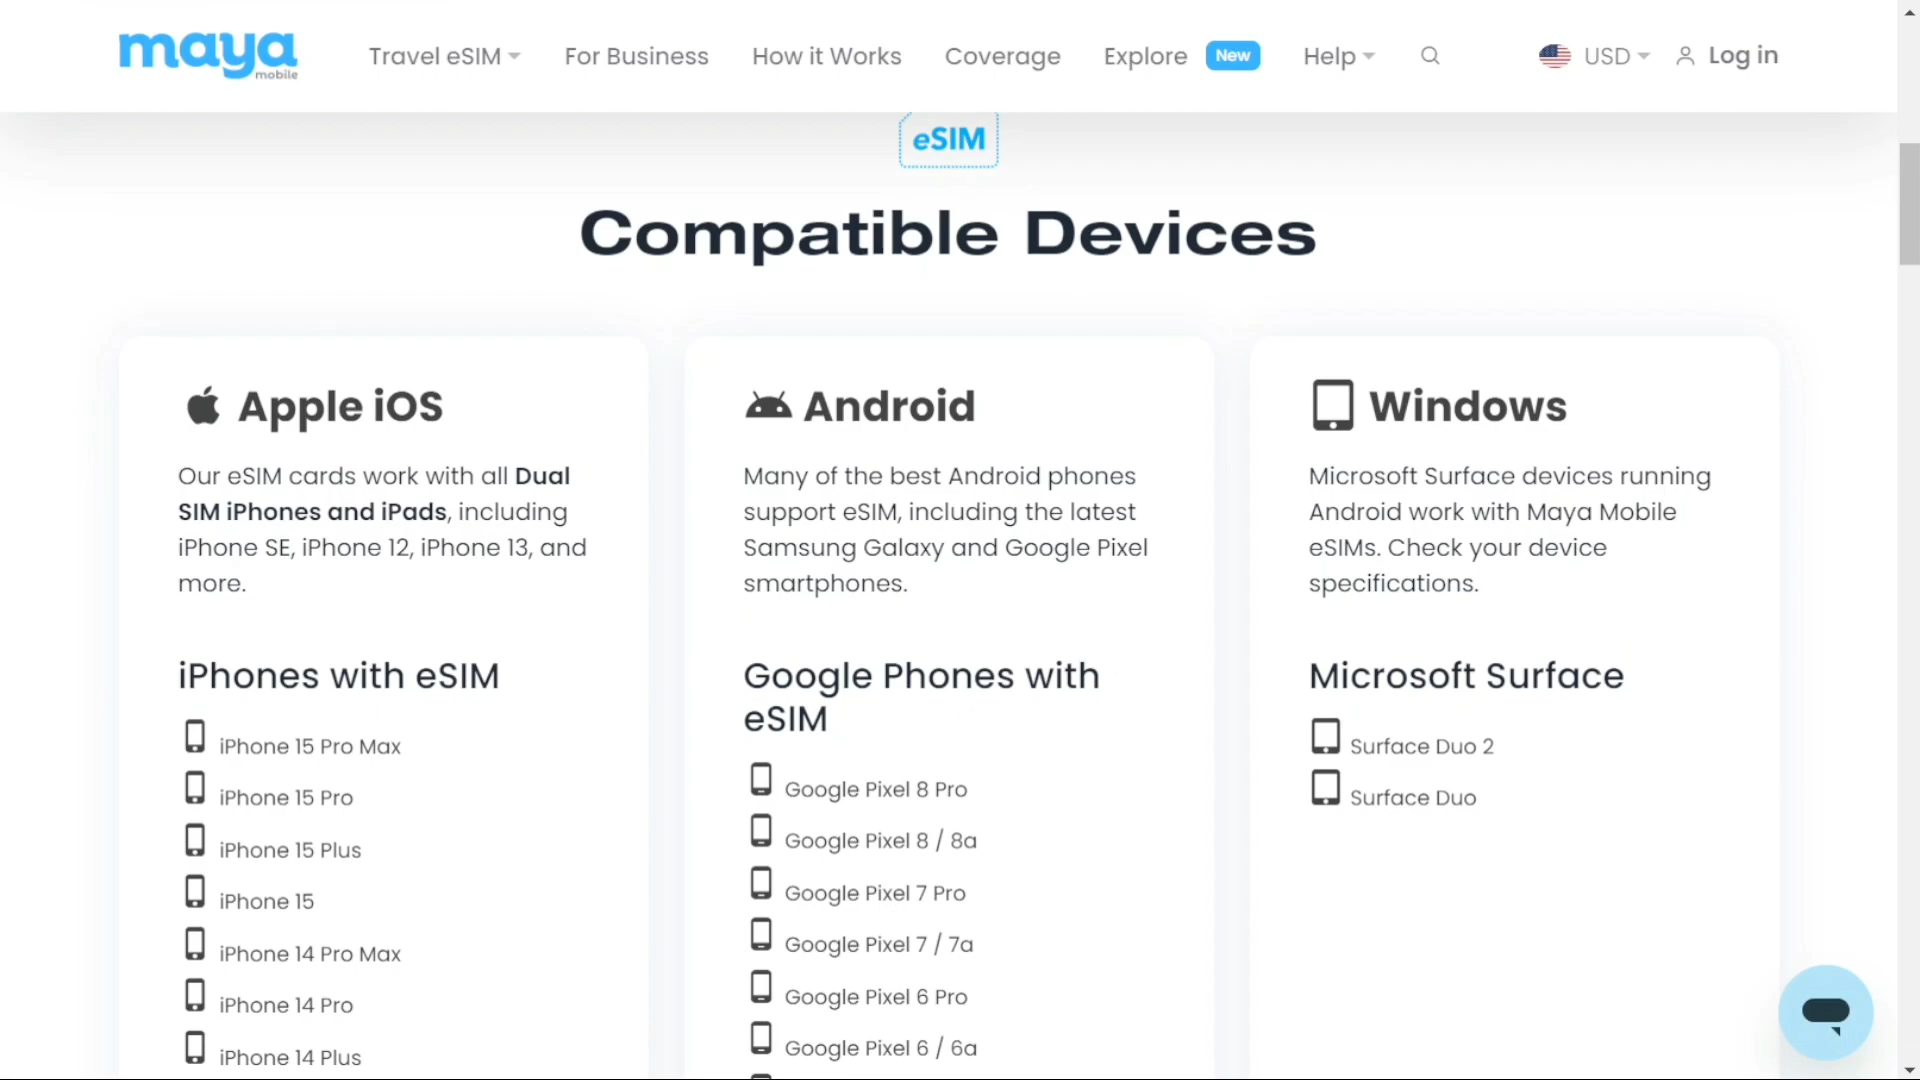 maya
mobile
Travel eSIM
For Business
How it Works
Coverage
Explore
New
Help
USD
Log in
eSIM
Compatible Devices
Apple iOS
Our eSIM cards work with all Dual
SIM iPhones and iPads, including
iPhone SE, iPhone 12, iPhone 13, and
more.
iPhones with eSIM
iPhone 15 Pro Max
iPhone 15 Pro
iPhone 15 Plus
iPhone 15
iPhone 14 Pro Max
iPhone 14 Pro
iPhone 14 Plus
Android
Many of the best Android phones
support eSIM, including the latest
Samsung Galaxy and Google Pixel
smartphones.
Google Phones with
eSIM
Google Pixel 8 Pro
Google Pixel 8 / 8a
Google Pixel 7 Pro
Google Pixel 7 / 7a
Google Pixel 6 Pro
Google Pixel 6 / 6a
Windows
Microsoft Surface devices running
Android work with Maya Mobile
eSIMs. Check your device
specifications.
Microsoft Surface
Surface Duo 2
Surface Duo